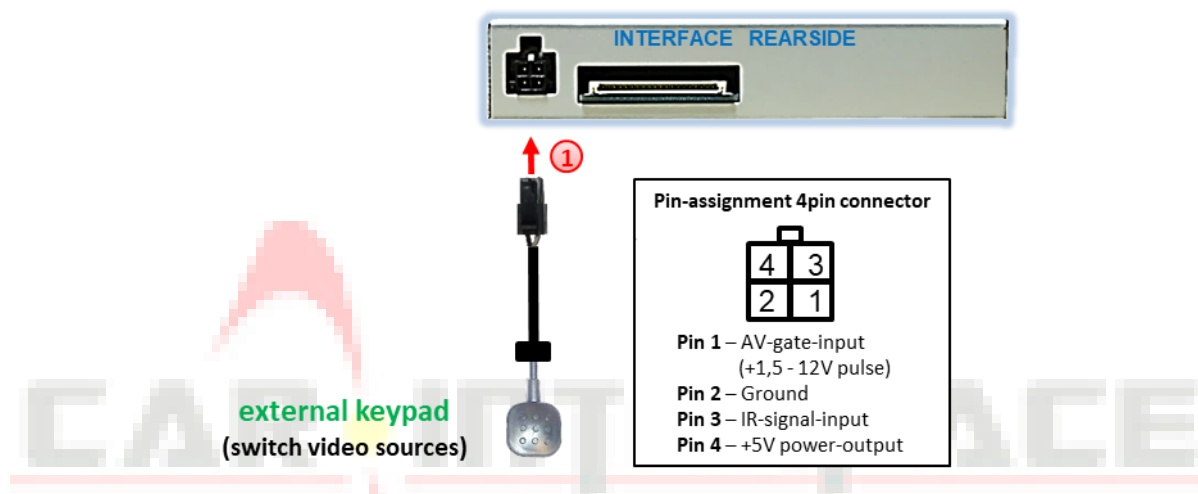 INTERFACE REARSIDE
1
Pin-assignment 4pin connector
4 3
2 1
Pin 1 – AV-gate-input
(+1,5 - 12V pulse)
Pin 2 – Ground
Pin 3 – IR-signal-input
Pin 4 – +5V power-output
external keypad
(switch video sources)
CAR INTERFACE